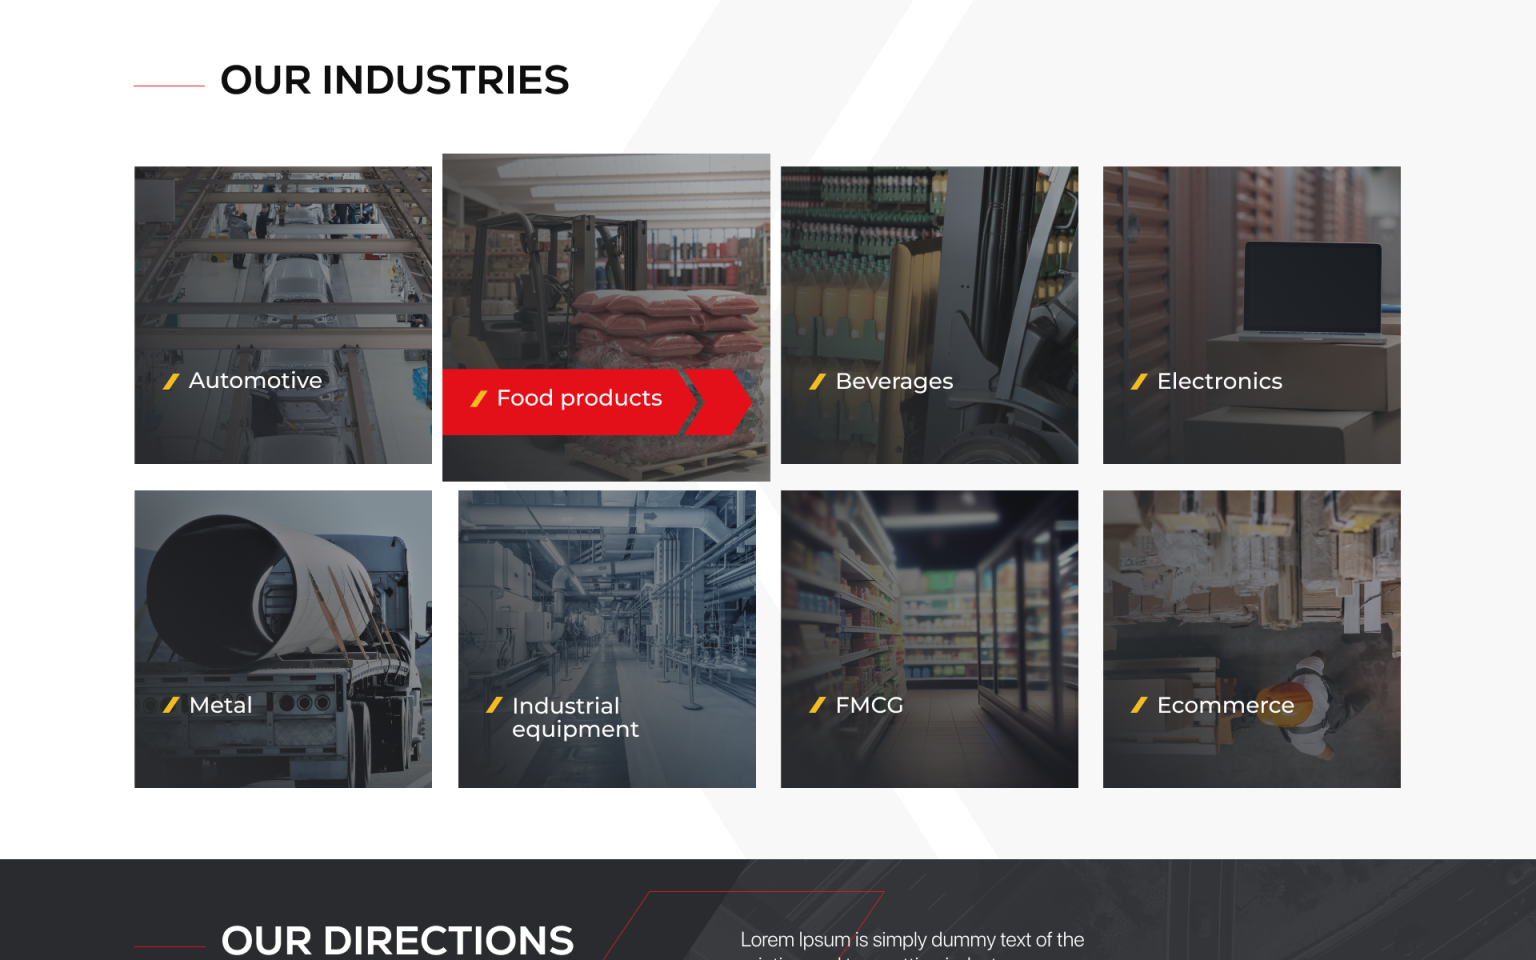 OUR INDUSTRIES
Automotive
Food products
Beverages
Electronics
Metal
Industrial
equipment
FMCG
Ecommerce
OUR DIRECTIONS
Lorem Ipsum is simply dummy text of the